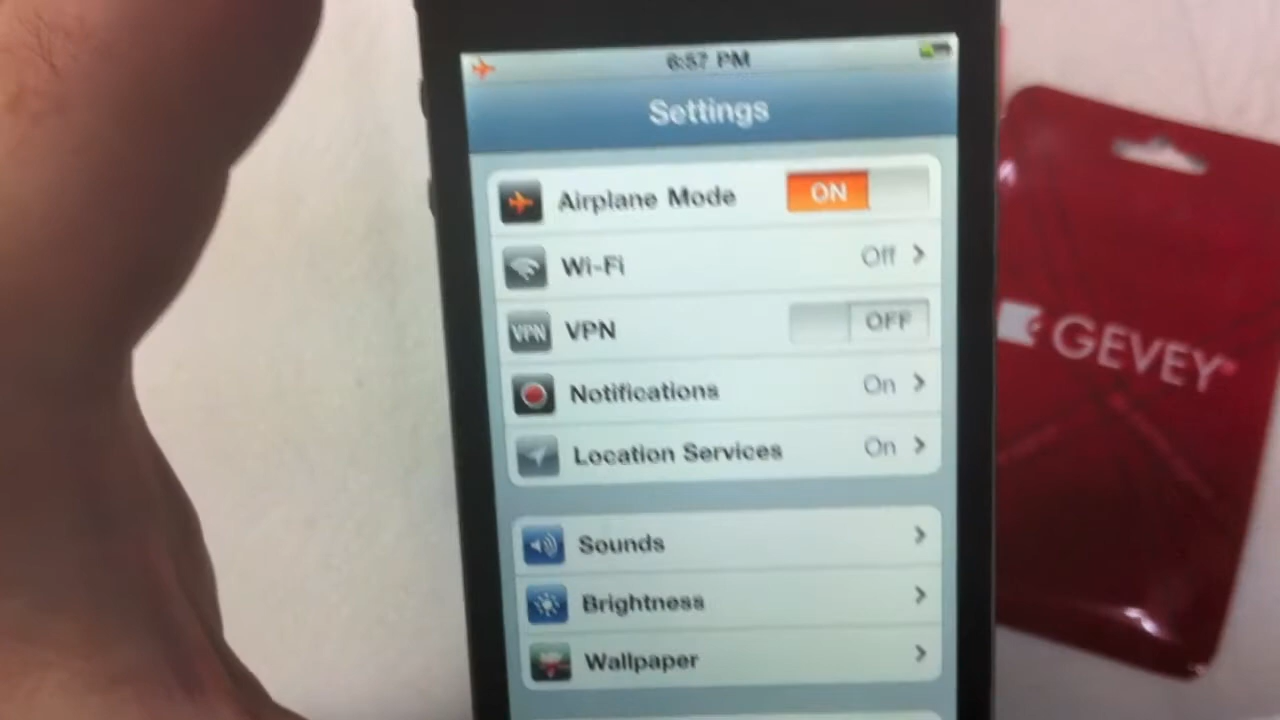 6:57 PM
Settings
Airplane Mode ON
Wi-Fi Off
VPN VPN OFF
Notifications On
Location Services On
Sounds
Brightness
Wallpaper
GEVEY